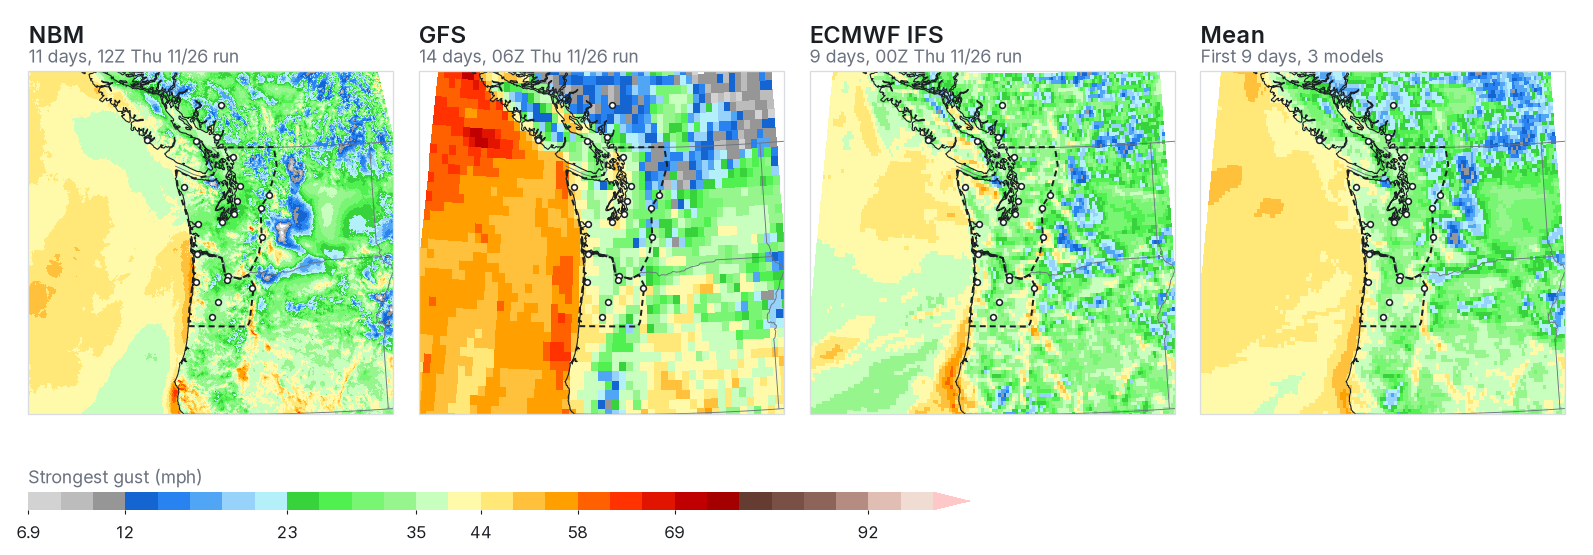 NBM
11 days, 12Z Thu 11/26 run
GFS
14 days, 06Z Thu 11/26 run
ECMWF IFS
9 days, 00Z Thu 11/26 run
Mean
First 9 days, 3 models
Strongest gust (mph)
6.9 12 23 35 44 58 69 92